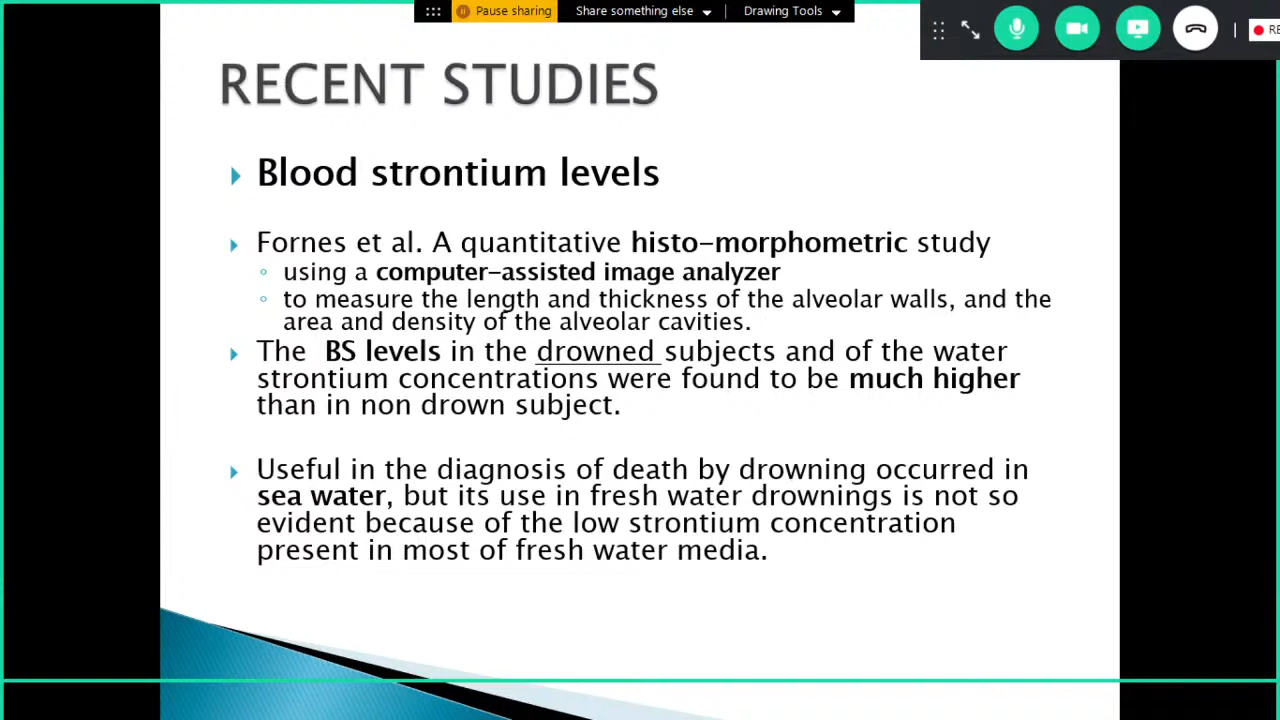 Pause sharing
Share something else
Drawing Tools
RE
RECENT STUDIES
Blood strontium levels
Fornes et al. A quantitative histo-morphometric study
using a computer-assisted image analyzer
to measure the length and thickness of the alveolar walls, and the
area and density of the alveolar cavities.
The BS levels in the drowned subjects and of the water
strontium concentrations were found to be much higher
than in non drown subject.
Useful in the diagnosis of death by drowning occurred in
sea water, but its use in fresh water drownings is not so
evident because of the low strontium concentration
present in most of fresh water media.